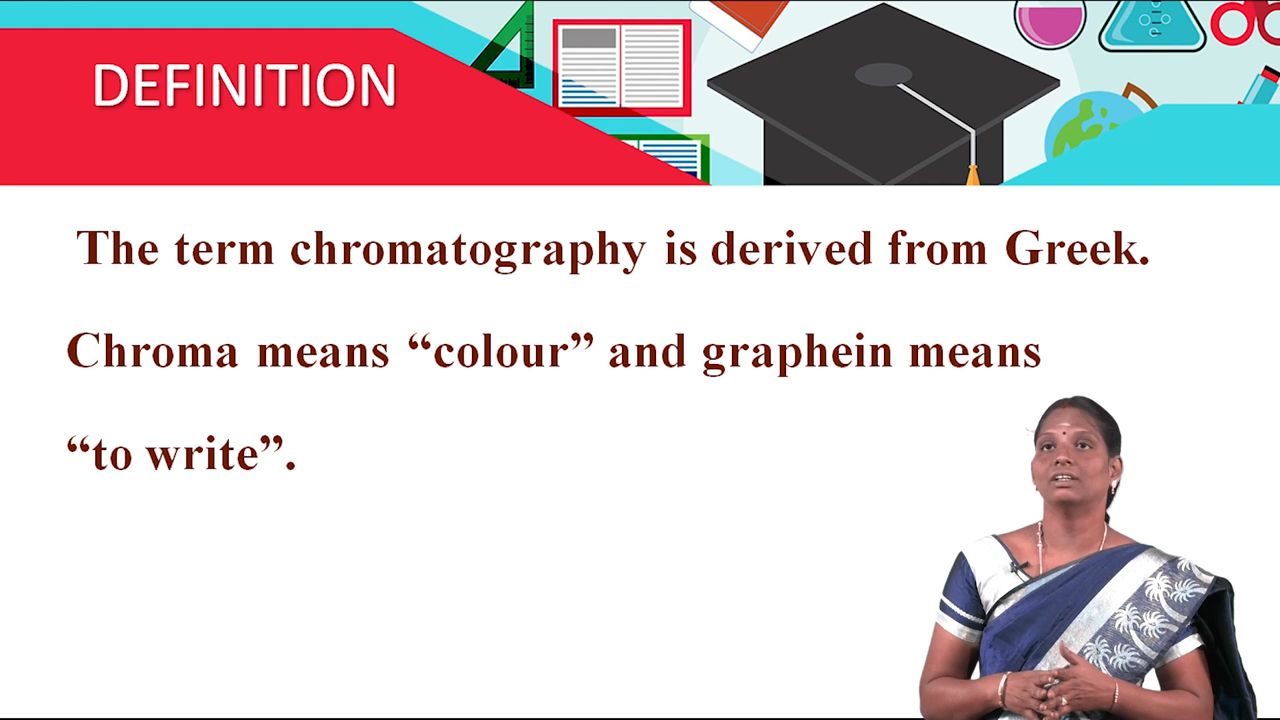 DEFINITION
The term chromatography is derived from Greek.
Chroma means “colour” and graphein means
“to write”.